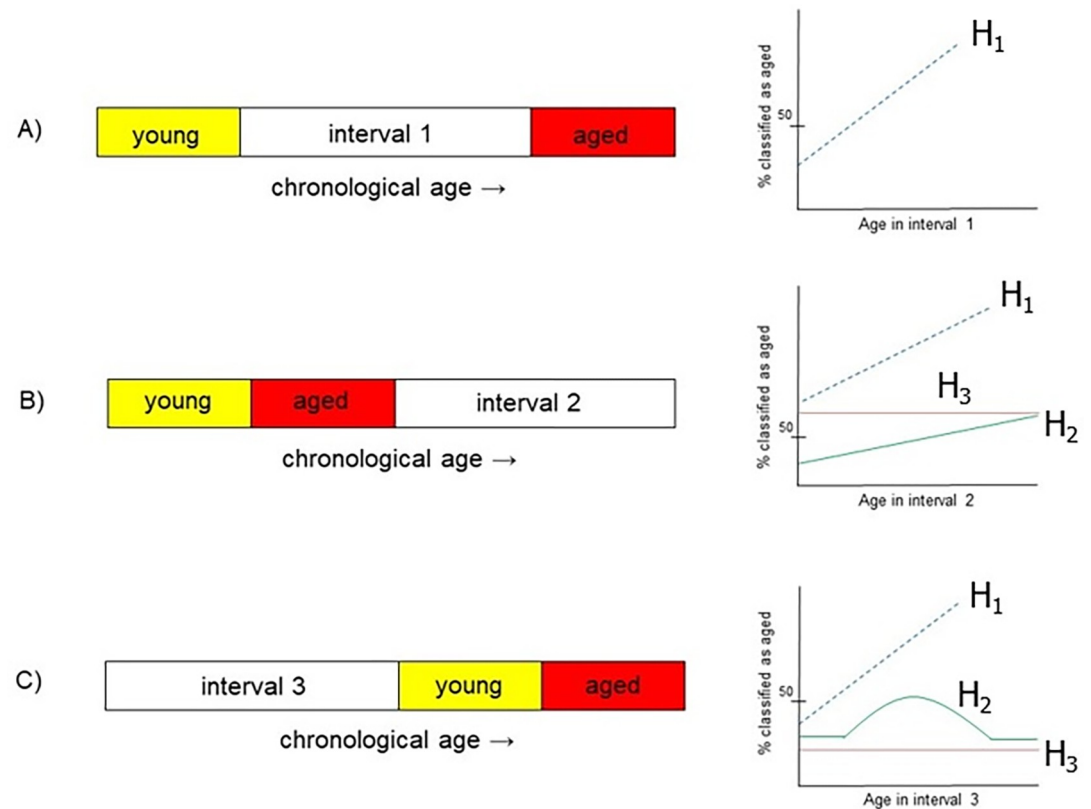 A)
young
interval 1
aged
chronological age →
H₁
50
% classified as aged
Age in interval 1
B)
young
aged
interval 2
chronological age →
H₁
H₃
H₂
50
% classified as aged
Age in interval 2
C)
interval 3
young
aged
chronological age →
H₁
50
H₂
H₃
% classified as aged
Age in interval 3